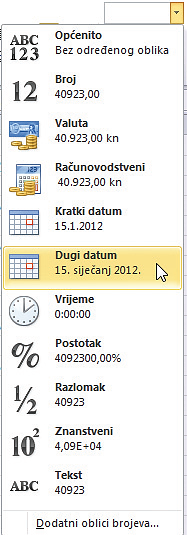 ABC
123
Općenito
Bez određenog oblika
12
Broj
40923,00
Valuta
40.923,00 kn
Računovodstveni
40.923,00 kn
Kratki datum
15.1.2012
Dugi datum
15. siječanj 2012.
Vrijeme
0:00:00
%
Postotak
4092300,00%
½
Razlomak
40923
10²
Znanstveni
4,09E+04
ABC
Tekst
40923
Dodatni oblici brojeva...